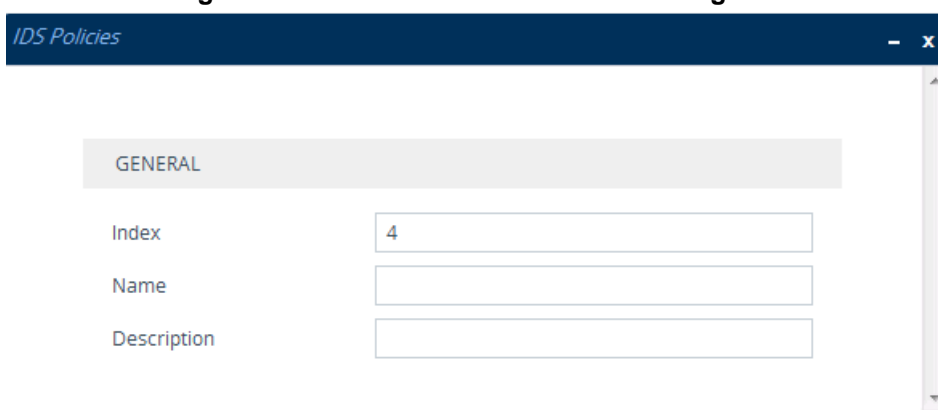 IDS Policies – x
GENERAL
Index 4
Name
Description